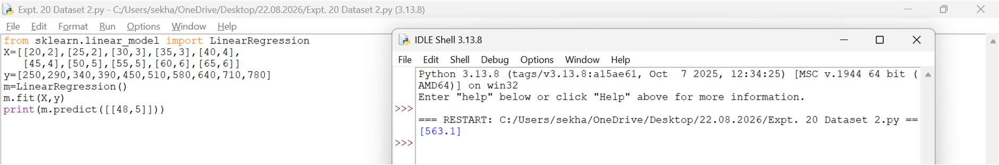 Expt. 20 Dataset 2.py - C:/Users/sekha/OneDrive/Desktop/22.08.2026/Expt. 20 Dataset 2.py (3.13.8)
File Edit Format Run Options Window Help
from sklearn.linear_model import LinearRegression
X=[[20,2],[25,2],[30,3],[35,3],[40,4],
   [45,4],[50,5],[55,5],[60,6],[65,6]]
y=[250,290,340,390,450,510,580,640,710,780]
m=LinearRegression()
m.fit(X,y)
print(m.predict([[48,5]]))
IDLE Shell 3.13.8
File Edit Shell Debug Options Window Help
Python 3.13.8 (tags/v3.13.8:a15ae61, Oct  7 2025, 12:34:25) [MSC v.1944 64 bit (
AMD64)] on win32
Enter "help" below or click "Help" above for more information.
>>>
=== RESTART: C:/Users/sekha/OneDrive/Desktop/22.08.2026/Expt. 20 Dataset 2.py ==
[563.1]
>>>